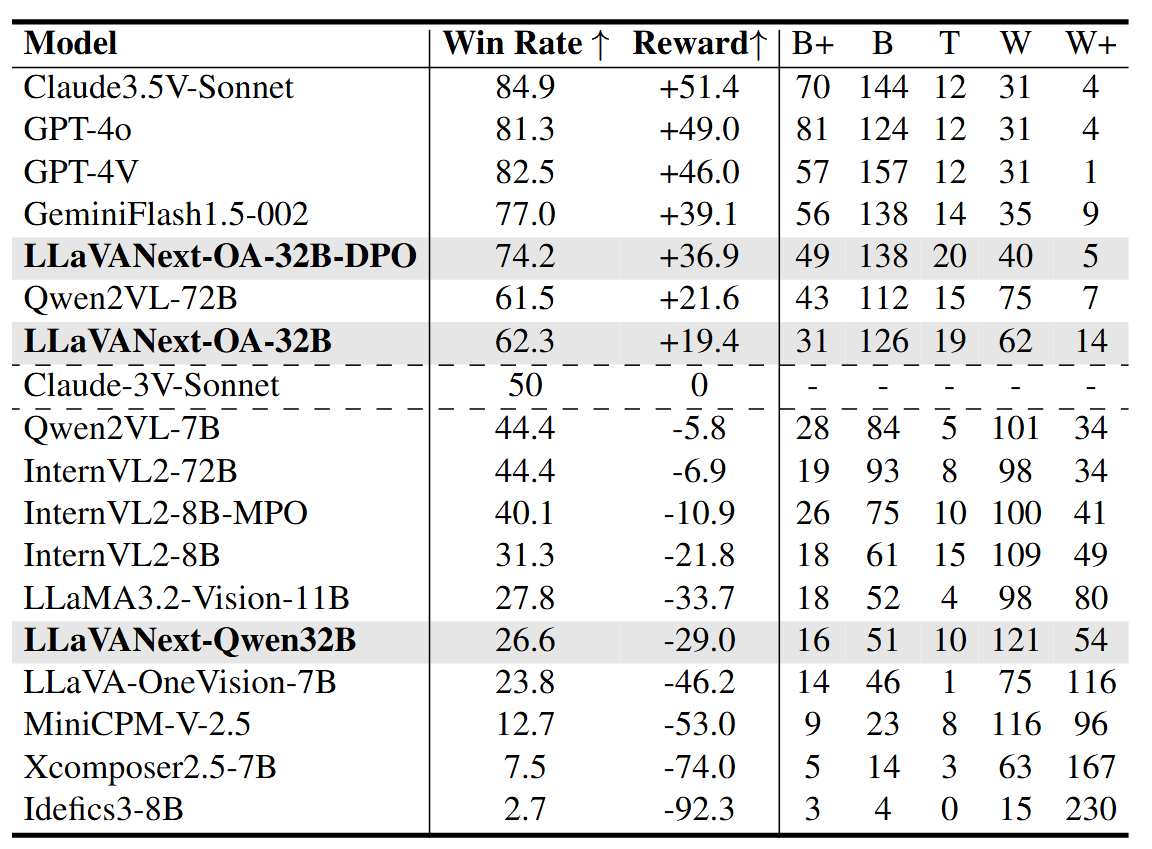 Model Win Rate ↑ Reward↑ B+ B T W W+
Claude3.5V-Sonnet 84.9 +51.4 70 144 12 31 4
GPT-4o 81.3 +49.0 81 124 12 31 4
GPT-4V 82.5 +46.0 57 157 12 31 1
GeminiFlash1.5-002 77.0 +39.1 56 138 14 35 9
LLaVANext-OA-32B-DPO 74.2 +36.9 49 138 20 40 5
Qwen2VL-72B 61.5 +21.6 43 112 15 75 7
LLaVANext-OA-32B 62.3 +19.4 31 126 19 62 14
Claude-3V-Sonnet 50 0 - - - - -
Qwen2VL-7B 44.4 -5.8 28 84 5 101 34
InternVL2-72B 44.4 -6.9 19 93 8 98 34
InternVL2-8B-MPO 40.1 -10.9 26 75 10 100 41
InternVL2-8B 31.3 -21.8 18 61 15 109 49
LLaMA3.2-Vision-11B 27.8 -33.7 18 52 4 98 80
LLaVANext-Qwen32B 26.6 -29.0 16 51 10 121 54
LLaVA-OneVision-7B 23.8 -46.2 14 46 1 75 116
MiniCPM-V-2.5 12.7 -53.0 9 23 8 116 96
Xcomposer2.5-7B 7.5 -74.0 5 14 3 63 167
Idefics3-8B 2.7 -92.3 3 4 0 15 230